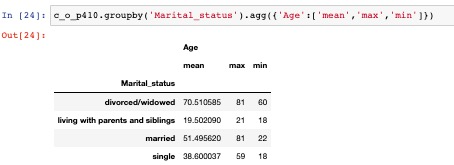 In [24]: c_o_p410.groupby('Marital_status').agg({'Age':['mean','max','min']})
Out[24]:
Age
mean max min
Marital_status
divorced/widowed 70.510585 81 60
living with parents and siblings 19.502090 21 18
married 51.495620 81 22
single 38.600037 59 18